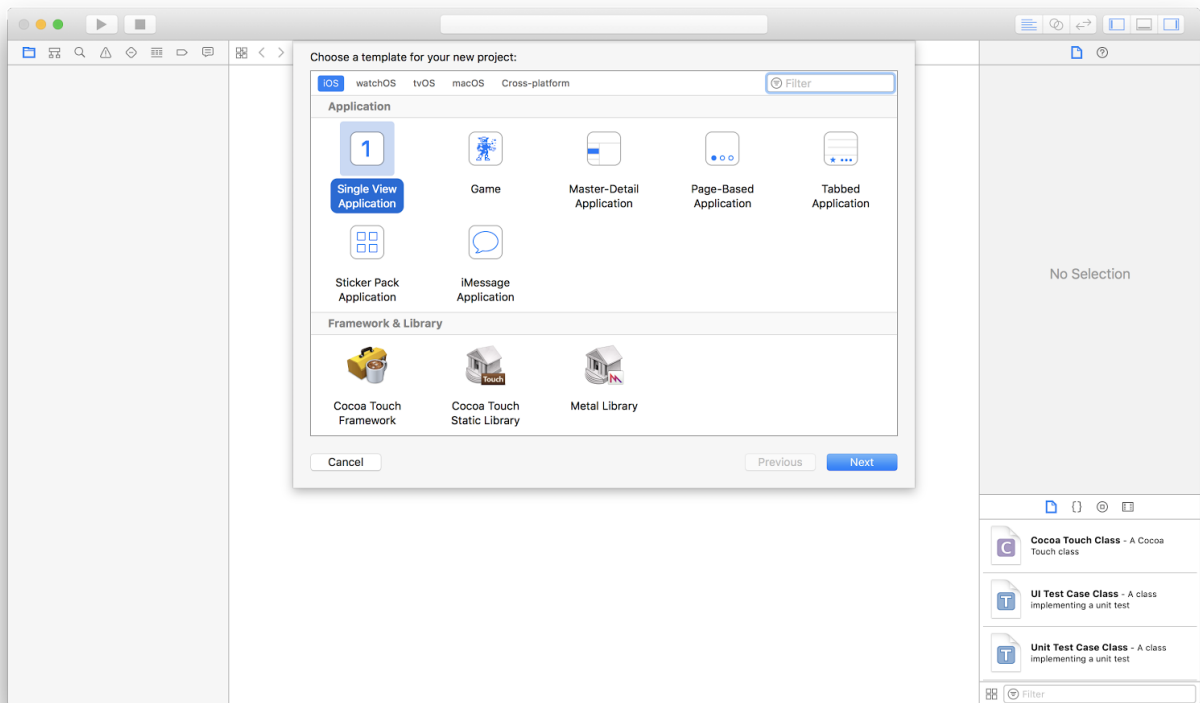 Choose a template for your new project:
iOS watchOS tvOS macOS Cross-platform Filter
Application
1
Single View
Application
Game
Master-Detail
Application
Page-Based
Application
Tabbed
Application
Sticker Pack
Application
iMessage
Application
Framework & Library
Touch
Cocoa Touch
Framework
Cocoa Touch
Static Library
Metal Library
Cancel Previous Next
No Selection
{}
C
Cocoa Touch Class - A Cocoa
Touch class
T
UI Test Case Class - A class
implementing a unit test
T
Unit Test Case Class - A class
implementing a unit test
Filter